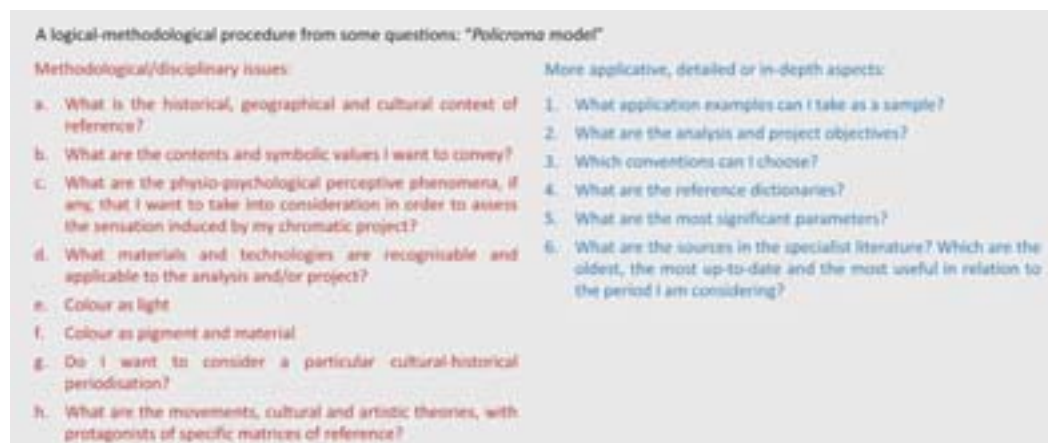 A logical-methodological procedure from some questions: "Policroma model"
Methodological/disciplinary issues:
a. What is the historical, geographical and cultural context of
reference?
b. What are the contents and symbolic values I want to convey?
c. What are the physio-psychological perceptive phenomena, if
any, that I want to take into consideration in order to assess
the sensation induced by my chromatic project?
d. What materials and technologies are recognisable and
applicable to the analysis and/or project?
e. Colour as light
f. Colour as pigment and material
g. Do I want to consider a particular cultural-historical
periodisation?
h. What are the movements, cultural and artistic theories, with
protagonists of specific matrices of reference?
More applicative, detailed or in-depth aspects:
1. What application examples can I take as a sample?
2. What are the analysis and project objectives?
3. Which conventions can I choose?
4. What are the reference dictionaries?
5. What are the most significant parameters?
6. What are the sources in the specialist literature? Which are the
oldest, the most up-to-date and the most useful in relation to
the period I am considering?